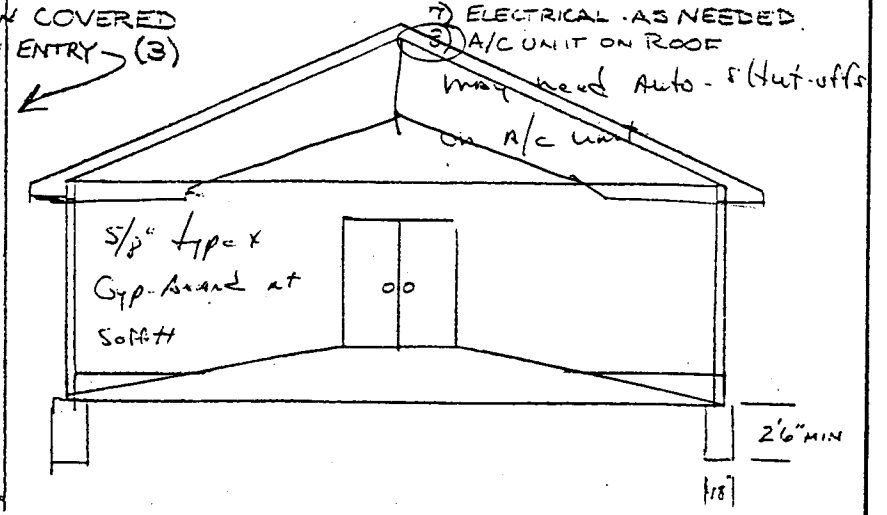 COVERED
ENTRY (3)
7) ELECTRICAL - AS NEEDED.
8) A/C UNIT ON ROOF
may need Auto-shut-offs
on A/c unit
5/8" type x
Gyp-board at
Soffit
2'6" MIN
18"